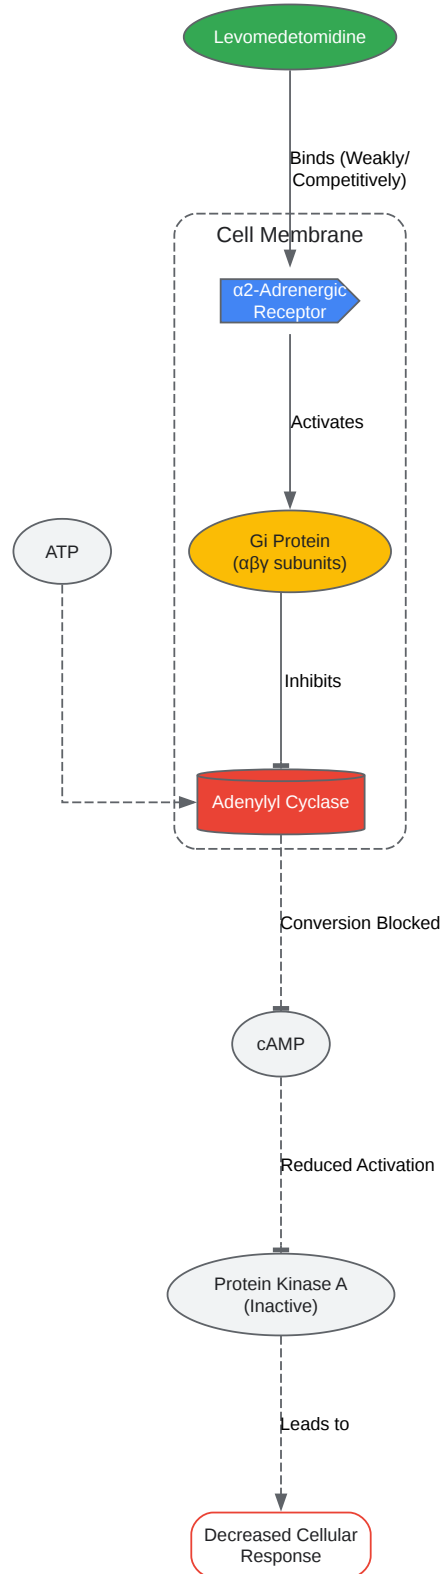 Levomedetomidine
Binds (Weakly/
Competitively)
Cell Membrane
α2-Adrenergic
Receptor
Activates
Gi Protein
(αβγ subunits)
ATP
Inhibits
Adenylyl Cyclase
Conversion Blocked
cAMP
Reduced Activation
Protein Kinase A
(Inactive)
Leads to
Decreased Cellular
Response